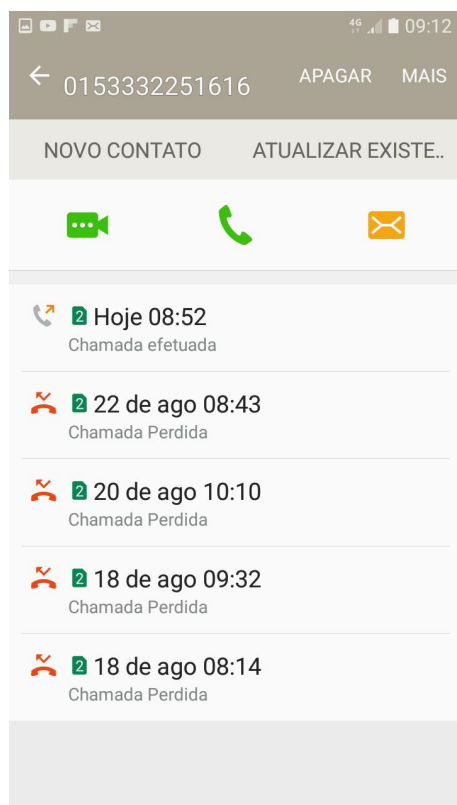 4G 09:12
0153332251616 APAGAR MAIS
NOVO CONTATO ATUALIZAR EXISTE..
2 Hoje 08:52
Chamada efetuada
2 22 de ago 08:43
Chamada Perdida
2 20 de ago 10:10
Chamada Perdida
2 18 de ago 09:32
Chamada Perdida
2 18 de ago 08:14
Chamada Perdida